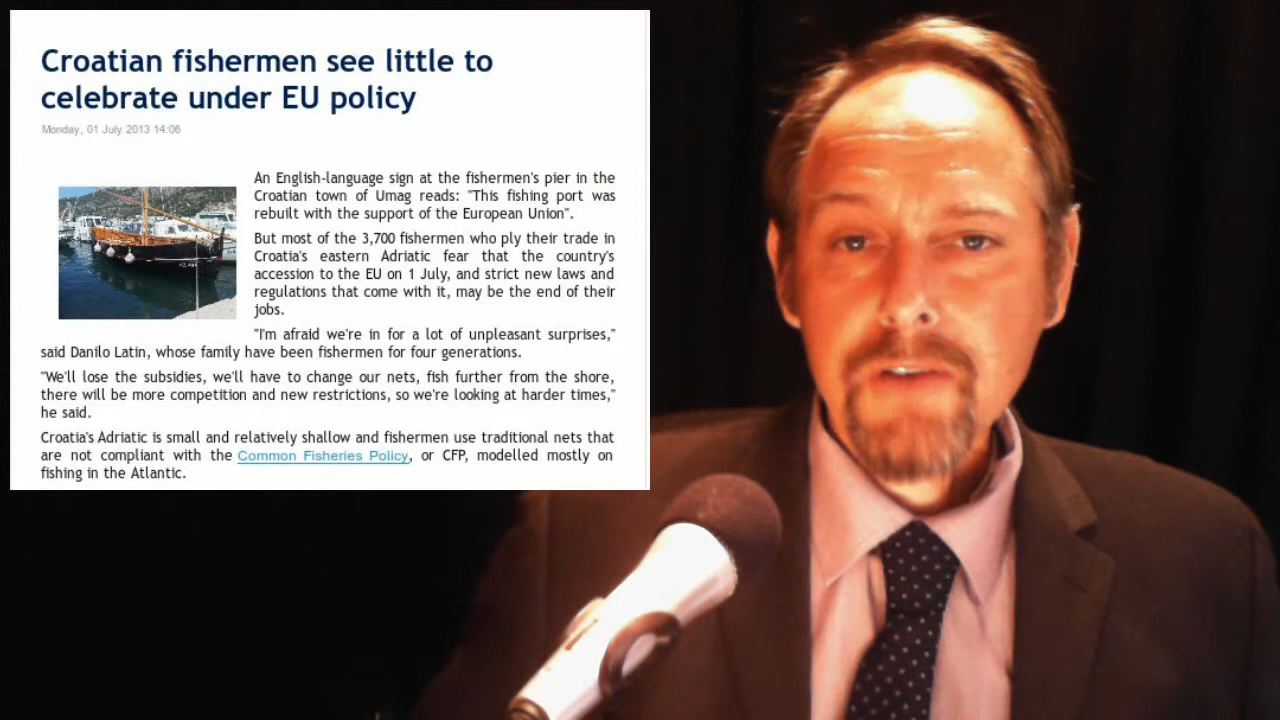 Croatian fishermen see little to
celebrate under EU policy
Monday, 01 July 2013 14:06
An English-language sign at the fishermen's pier in the
Croatian town of Umag reads: "This fishing port was
rebuilt with the support of the European Union".
But most of the 3,700 fishermen who ply their trade in
Croatia's eastern Adriatic fear that the country's
accession to the EU on 1 July, and strict new laws and
regulations that come with it, may be the end of their
jobs.
"I'm afraid we're in for a lot of unpleasant surprises,"
said Danilo Latin, whose family have been fishermen for four generations.
"We'll lose the subsidies, we'll have to change our nets, fish further from the shore,
there will be more competition and new restrictions, so we're looking at harder times,"
he said.
Croatia's Adriatic is small and relatively shallow and fishermen use traditional nets that
are not compliant with the Common Fisheries Policy, or CFP, modelled mostly on
fishing in the Atlantic.